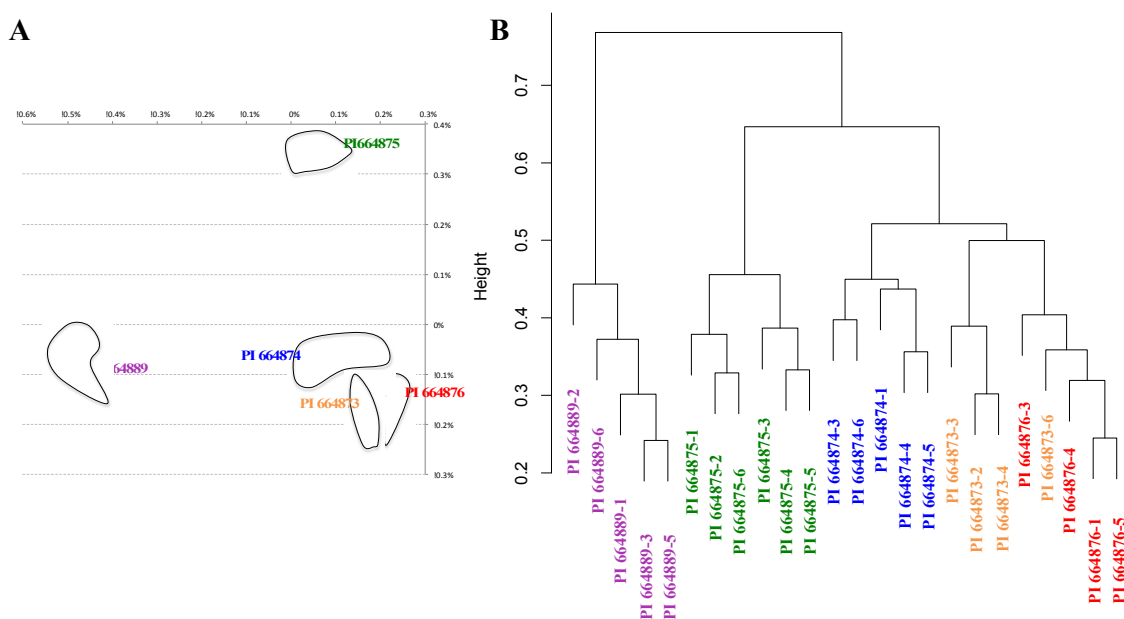 A
B
!0.6% !0.5% !0.4% !0.2% !0.2% !0.1% 0% 0.1% 0.2% 0.3%
0.4%
0.3%
0.2%
0.1%
0%
!0.1%
!0.2%
!0.3%
PI664875
64889
PI 664874
PI 664873
PI 664876
Height
0.7
0.6
0.5
0.4
0.3
0.2
PI 664889-2
PI 664889-6
PI 664889-1
PI 664889-3
PI 664889-5
PI 664875-1
PI 664875-2
PI 664875-6
PI 664875-3
PI 664875-4
PI 664875-5
PI 664874-3
PI 664874-6
PI 664874-1
PI 664874-4
PI 664874-5
PI 664873-3
PI 664873-2
PI 664873-4
PI 664876-3
PI 664873-6
PI 664876-4
PI 664876-1
PI 664876-5